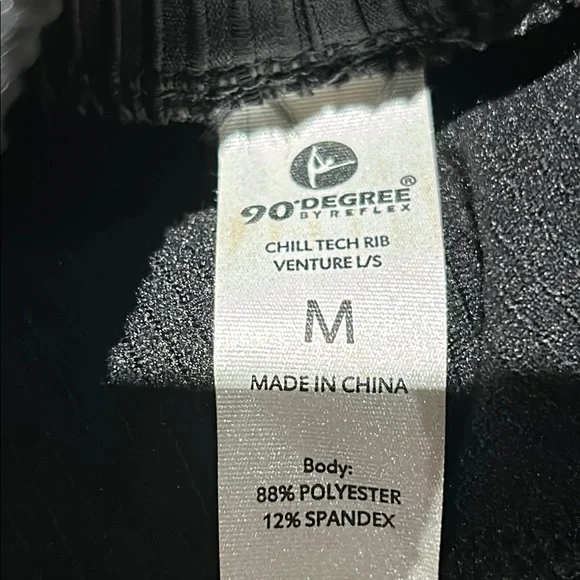 90°DEGREE®
BY REFLEX
CHILL TECH RIB
VENTURE L/S
M
MADE IN CHINA
Body:
88% POLYESTER
12% SPANDEX